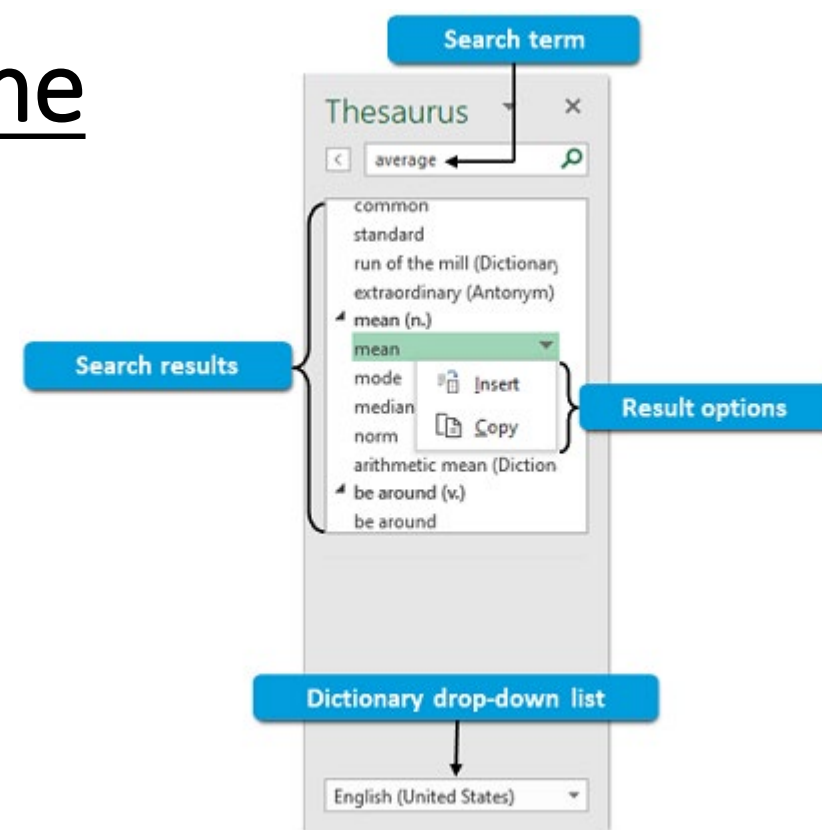 ne
Search term
Thesaurus
average
common
standard
run of the mill (Dictionary
extraordinary (Antonym)
mean (n.)
mean
mode
median
norm
arithmetic mean (Diction
be around (v.)
be around
Insert
Copy
Search results
Result options
Dictionary drop-down list
English (United States)